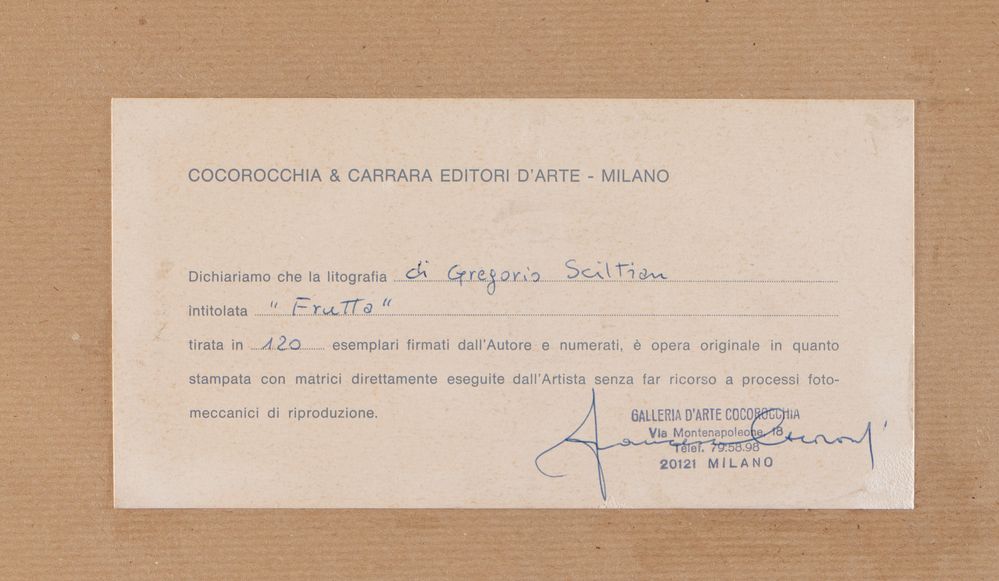 COCOROCCHIA & CARRARA EDITORI D'ARTE - MILANO
Dichiariamo che la litografia di Gregorio Sciltian
intitolata "Frutta"
tirata in 120 esemplari firmati dall'Autore e numerati, è opera originale in quanto
stampata con matrici direttamente eseguite dall'Artista senza far ricorso a processi foto-
meccanici di riproduzione.
GALLERIA D'ARTE COCOROCCHIA
Via Montenapoleone, 18
Telef. 79.58.98
20121 MILANO